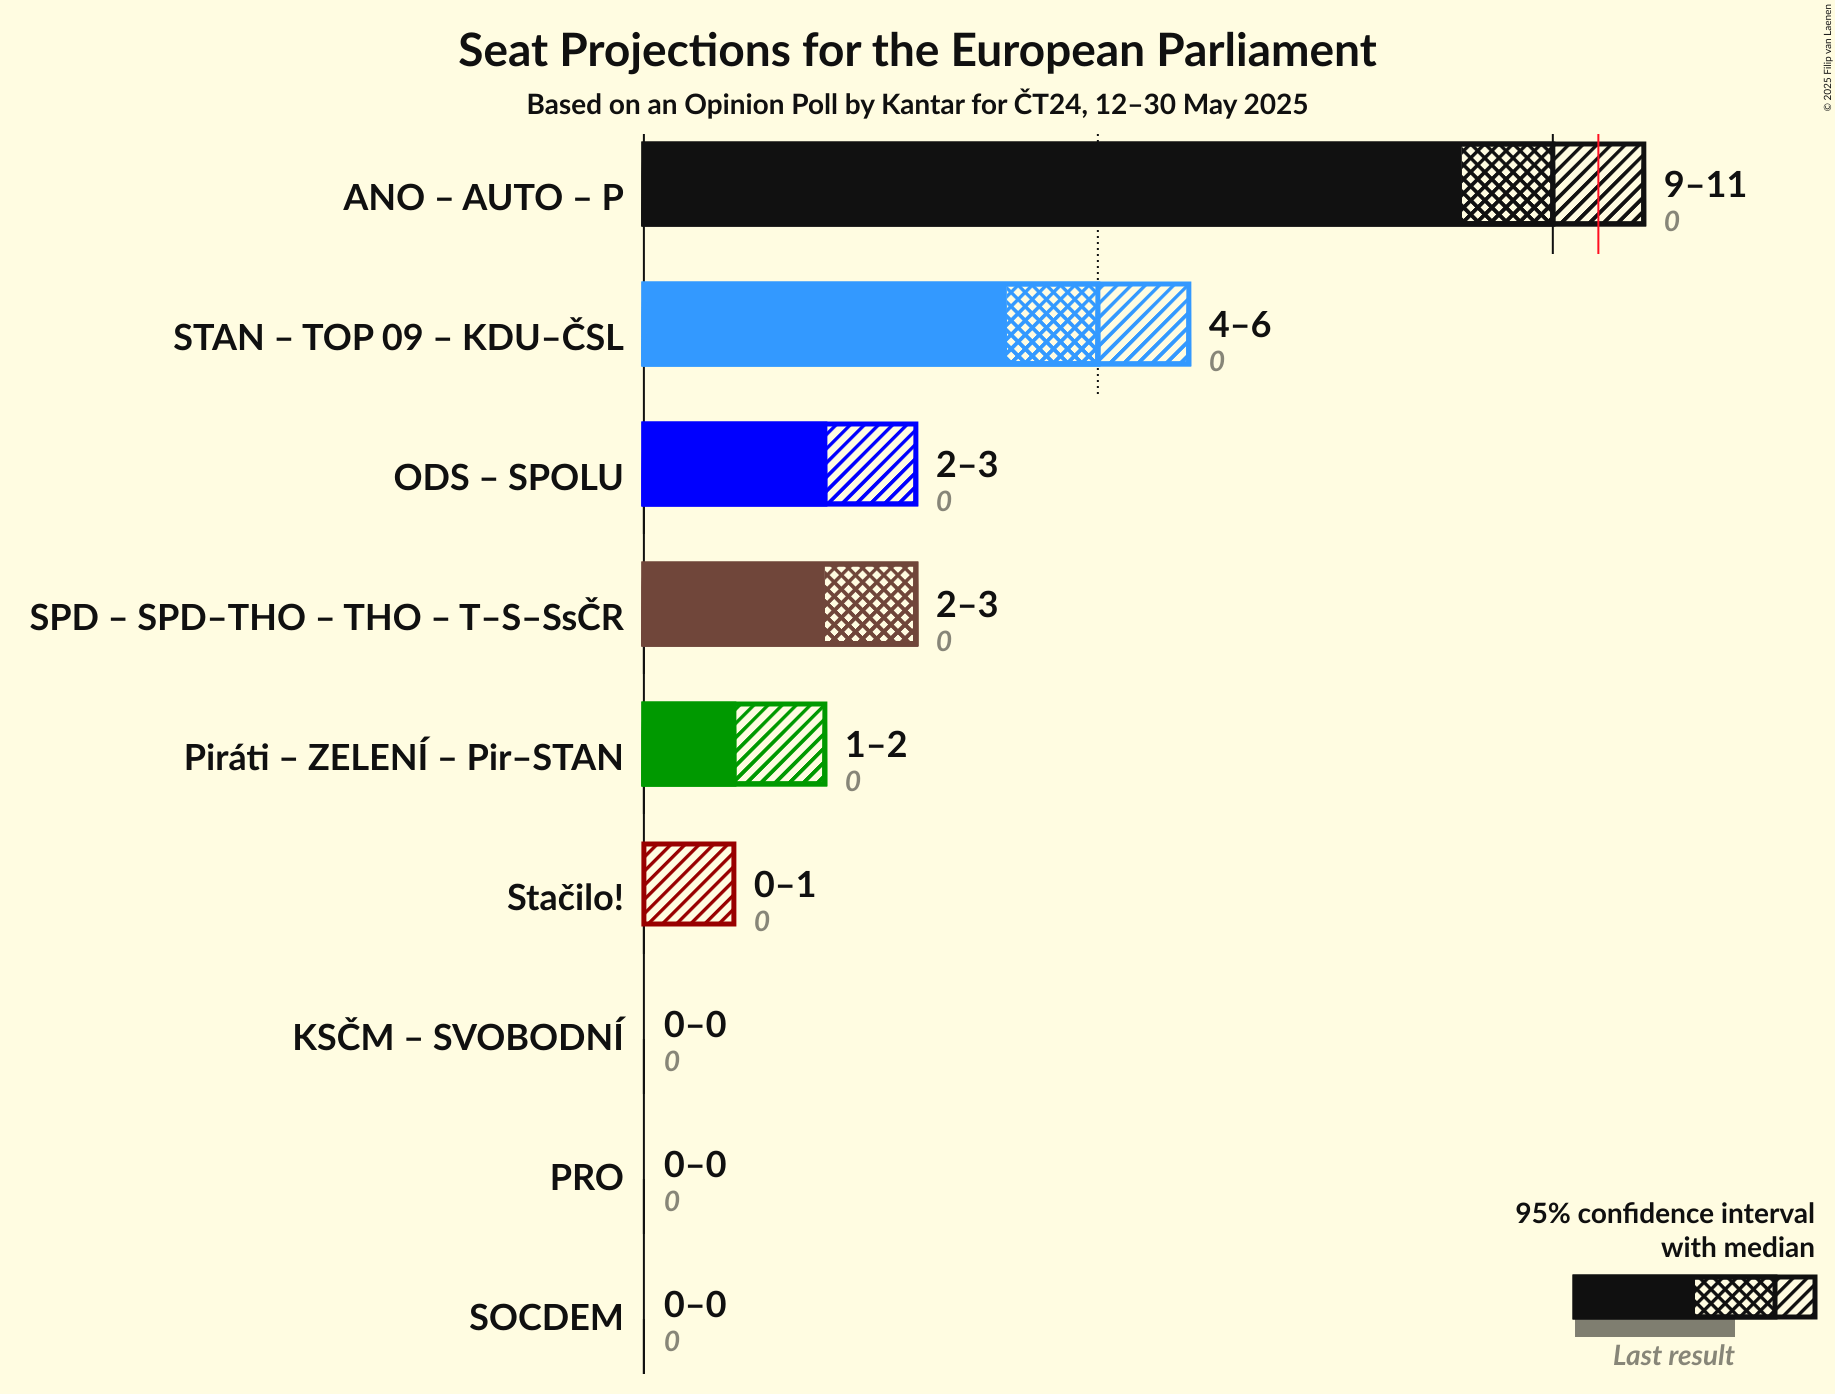 Seat Projections for the European Parliament
Based on an Opinion Poll by Kantar for ČT24, 12–30 May 2025
© 2025 Filip van Laenen
ANO – AUTO – P
9–11
0
STAN – TOP 09 – KDU–ČSL
4–6
0
ODS – SPOLU
2–3
0
SPD – SPD–THO – THO – T–S–SsČR
2–3
0
Piráti – ZELENÍ – Pir–STAN
1–2
0
Stačilo!
0–1
0
KSČM – SVOBODNÍ
0–0
0
PRO
0–0
0
SOCDEM
0–0
0
95% confidence interval
with median
Last result